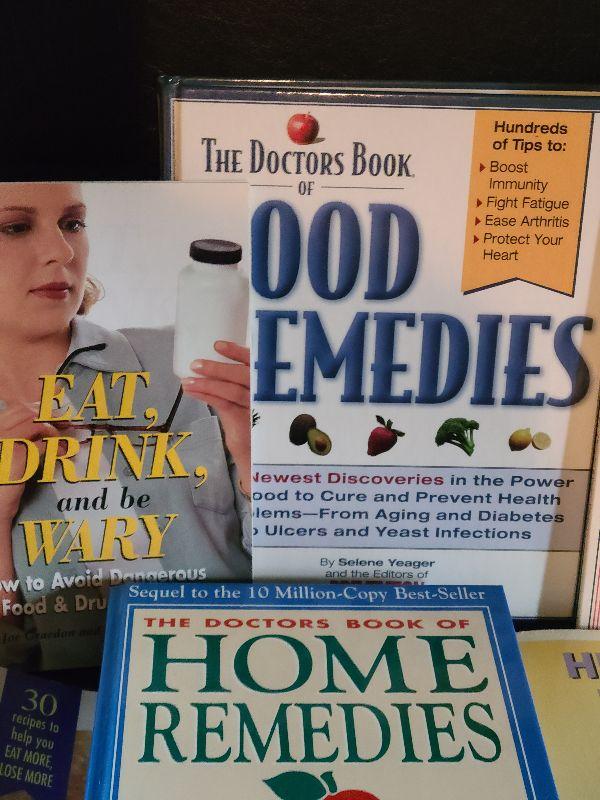 THE DOCTORS BOOK
OF
OOD
EMEDIES
Hundreds
of Tips to:
Boost
Immunity
Fight Fatigue
Ease Arthritis
Protect Your
Heart
Newest Discoveries in the Power
ood to Cure and Prevent Health
lems—From Aging and Diabetes
o Ulcers and Yeast Infections
By Selene Yeager
and the Editors of
EAT,
DRINK,
and be
WARY
ow to Avoid Dangerous
Food & Dru
Joe Graedon and
Sequel to the 10 Million-Copy Best-Seller
THE DOCTORS BOOK OF
HOME
REMEDIES
30
recipes to
help you
EAT MORE,
LOSE MORE
H